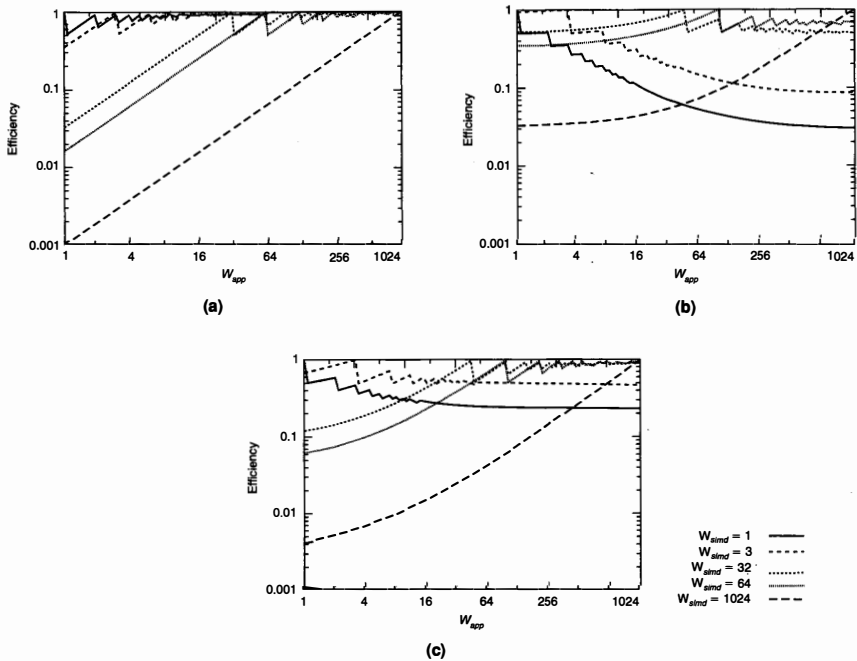 1
0.1
0.01
0.001
Efficiency
1 4 16 64 256 1024
W_app
(a)
1
0.1
0.01
0.001
Efficiency
1 4 16 64 256 1024
W_app
(b)
1
0.1
0.01
0.001
Efficiency
1 4 16 64 256 1024
W_app
(c)
W_simd = 1
W_simd = 3
W_simd = 32
W_simd = 64
W_simd = 1024